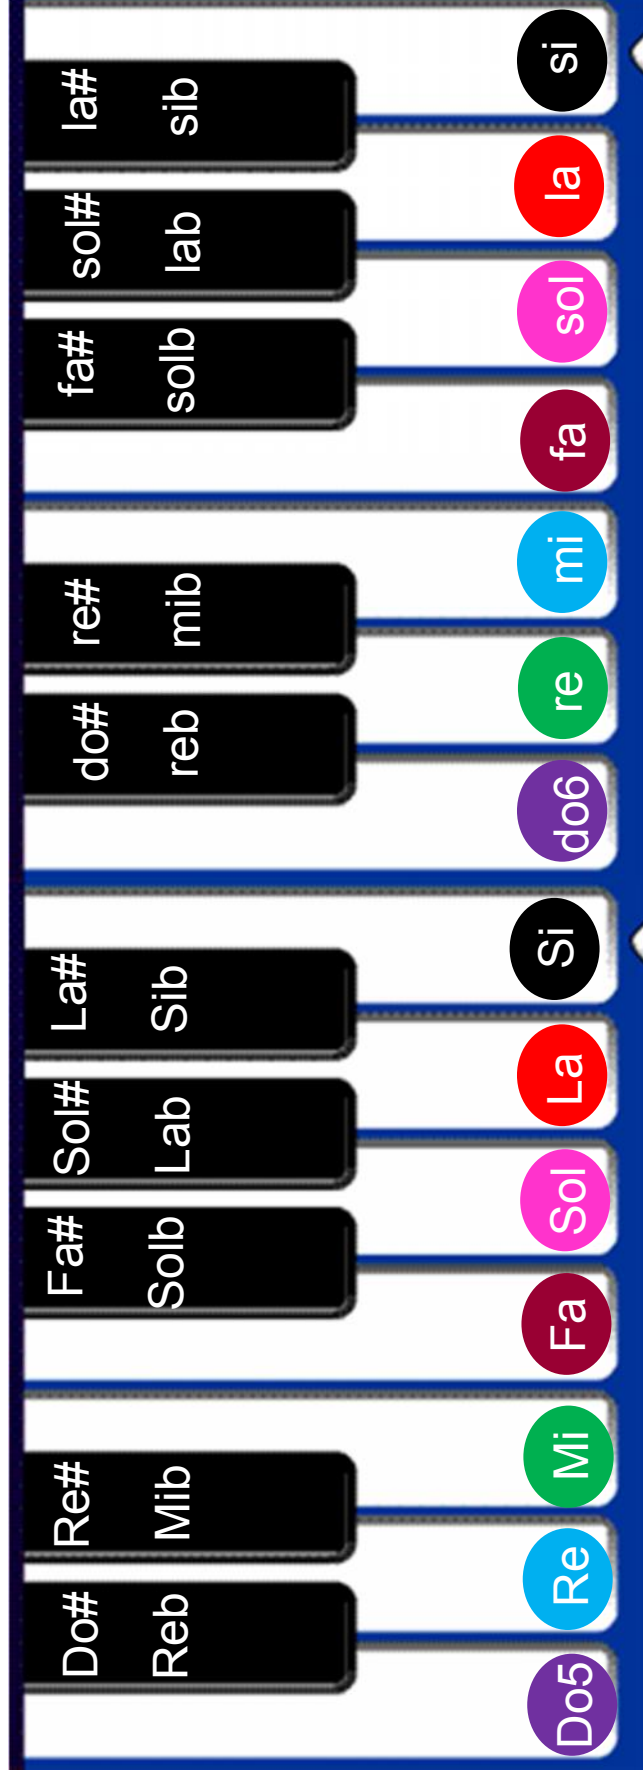 Do# Re# Fa# Sol# La# do# re# fa# sol# la#
Reb Mib Solb Lab Sib reb mib solb lab sib
Do5 Re Mi Fa Sol La Si do6 re mi fa sol la si